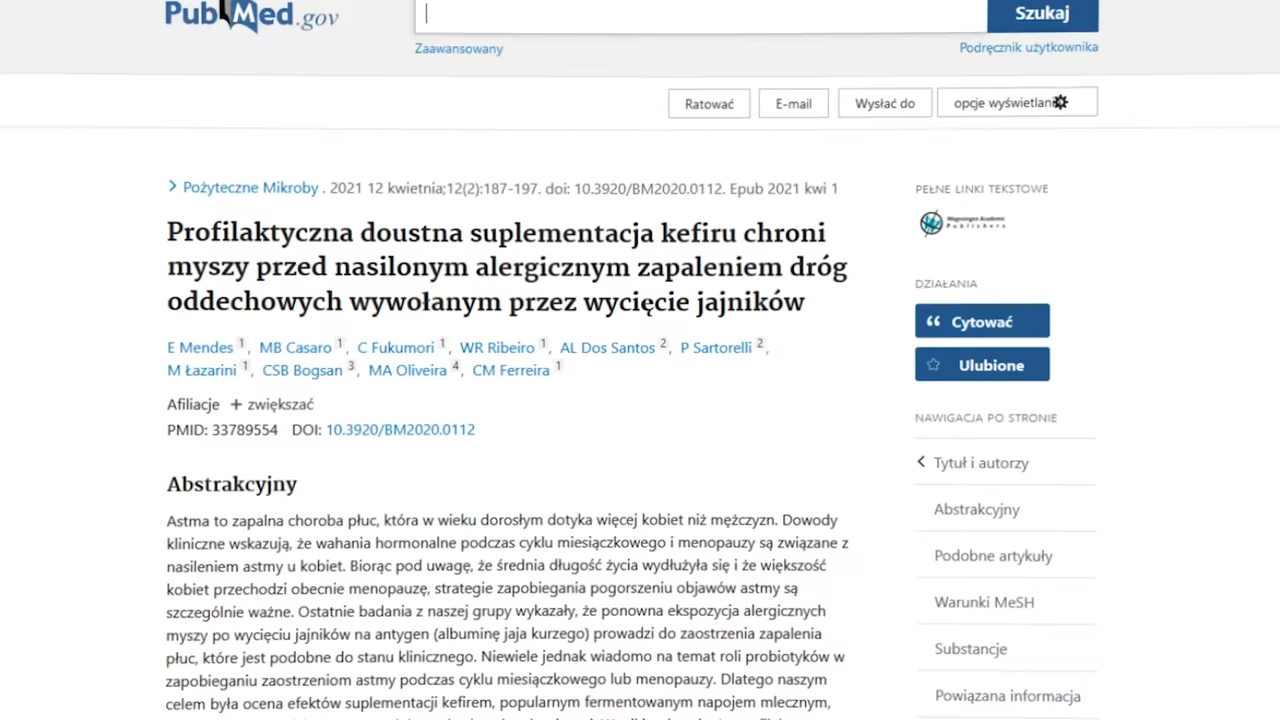 PubMed.gov
Szukaj
Zaawansowany
Podręcznik użytkownika
Ratować
E-mail
Wysłać do
opcje wyświetlani
Pożyteczne Mikroby . 2021 12 kwietnia;12(2):187-197. doi: 10.3920/BM2020.0112. Epub 2021 kwi 1
Profilaktyczna doustna suplementacja kefiru chroni
myszy przed nasilonym alergicznym zapaleniem dróg
oddechowych wywołanym przez wycięcie jajników
E Mendes 1, MB Casaro 1, C Fukumori 1, WR Ribeiro 1, AL Dos Santos 2, P Sartorelli 2,
M Łazarini 1, CSB Bogsan 3, MA Oliveira 4, CM Ferreira 1
Afiliacje + zwiększać
PMID: 33789554 DOI: 10.3920/BM2020.0112
Abstrakcyjny
Astma to zapalna choroba płuc, która w wieku dorosłym dotyka więcej kobiet niż mężczyzn. Dowody
kliniczne wskazują, że wahania hormonalne podczas cyklu miesiączkowego i menopauzy są związane z
nasileniem astmy u kobiet. Biorąc pod uwagę, że średnia długość życia wydłużyła się i że większość
kobiet przechodzi obecnie menopauzę, strategie zapobiegania pogorszeniu objawów astmy są
szczególnie ważne. Ostatnie badania z naszej grupy wykazały, że ponowna ekspozycja alergicznych
myszy po wycięciu jajników na antygen (albuminę jaja kurzego) prowadzi do zaostrzenia zapalenia
płuc, które jest podobne do stanu klinicznego. Niewiele jednak wiadomo na temat roli probiotyków w
zapobieganiu zaostrzeniom astmy podczas cyklu miesiączkowego lub menopauzy. Dlatego naszym
celem była ocena efektów suplementacji kefirem, popularnym fermentowanym napojem mlecznym,
PEŁNE LINKI TEKSTOWE
Wageningen Academic
Publishers
DZIAŁANIA
Cytować
Ulubione
NAWIGACJA PO STRONIE
Tytuł i autorzy
Abstrakcyjny
Podobne artykuły
Warunki MeSH
Substancje
Powiązana informacja